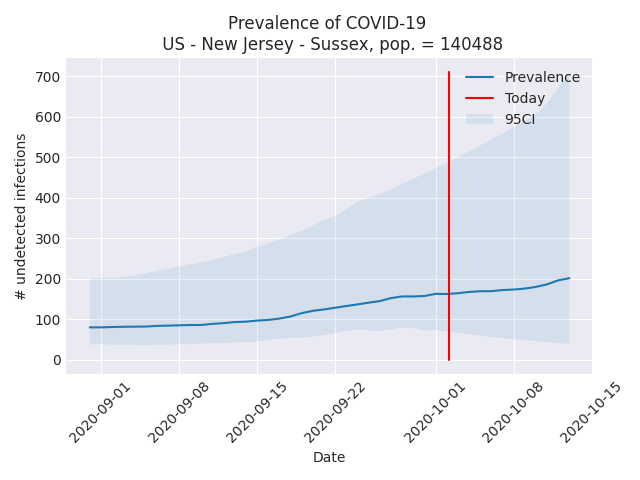 Prevalence of COVID-19
US - New Jersey - Sussex, pop. = 140488
700
600
500
400
300
200
100
0
# undetected infections
Prevalence
Today
95CI
2020-09-01
2020-09-08
2020-09-15
2020-09-22
2020-10-01
2020-10-08
2020-10-15
Date